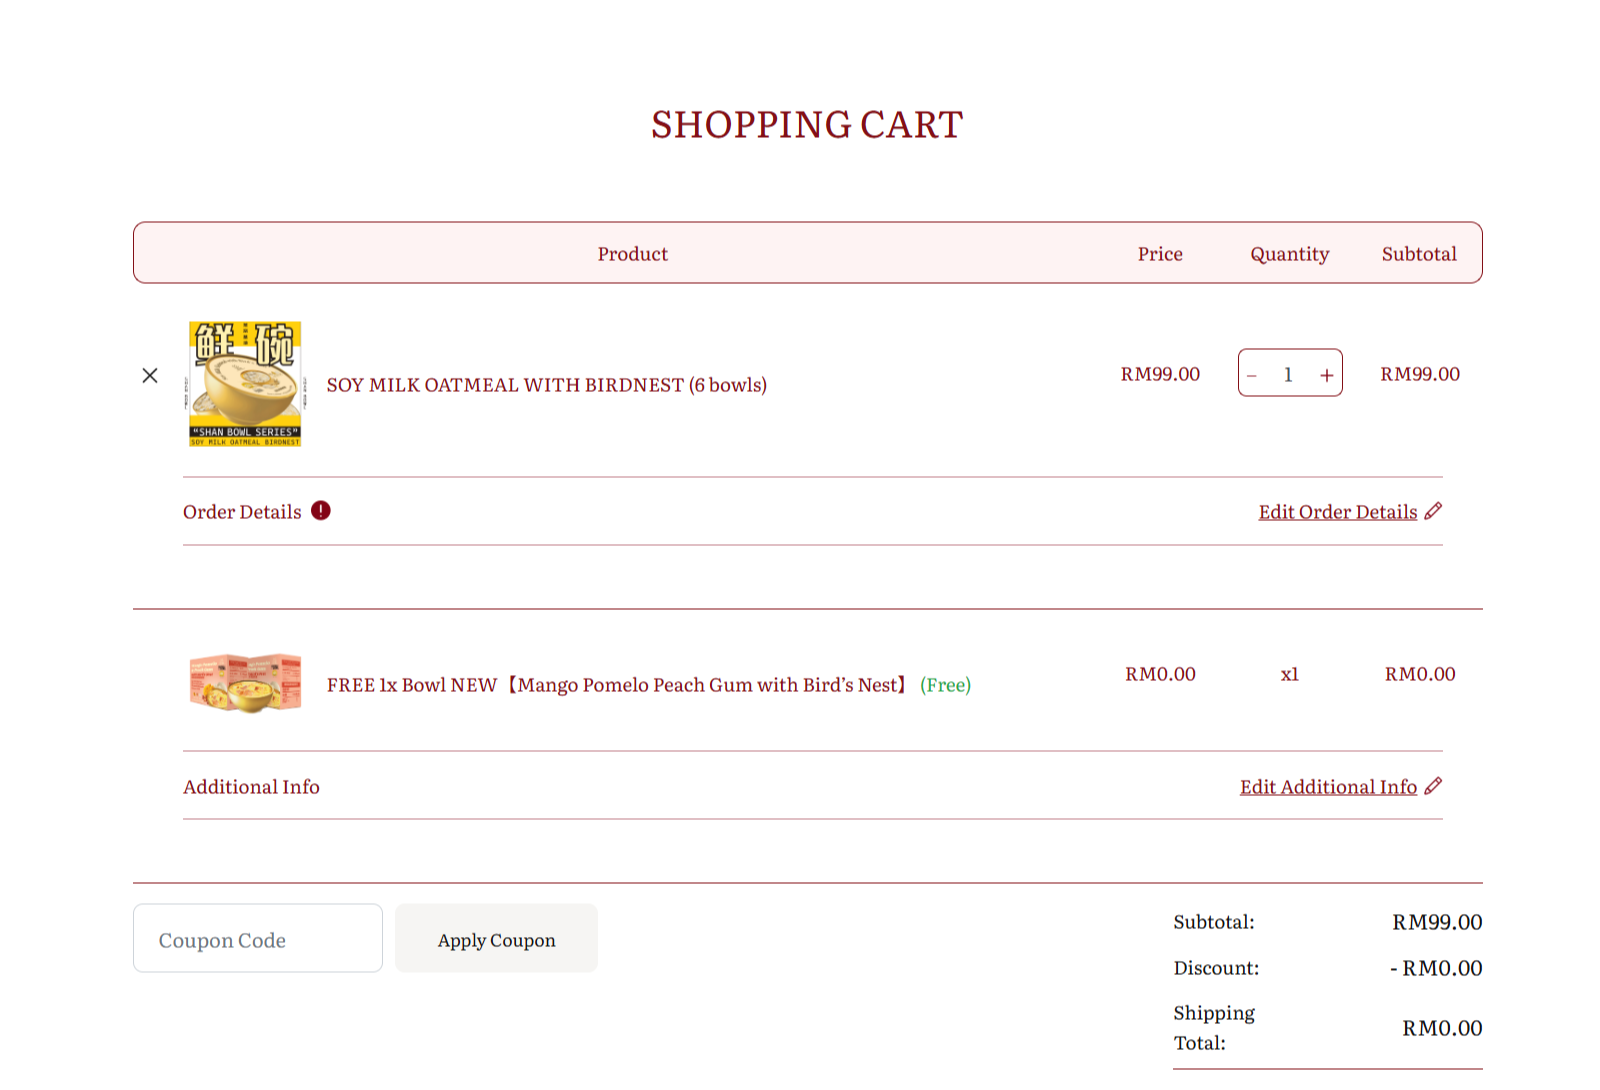 SHOPPING CART
Product Price Quantity Subtotal
鲜 碗
"SHAN BOWL SERIES"
SOY MILK OATMEAL BIRDNEST
SOY MILK OATMEAL WITH BIRDNEST (6 bowls)
RM99.00 − 1 + RM99.00
Order Details ! Edit Order Details
FREE 1x Bowl NEW【Mango Pomelo Peach Gum with Bird’s Nest】 (Free)
RM0.00 x1 RM0.00
Additional Info Edit Additional Info
Coupon Code Apply Coupon
Subtotal: RM99.00
Discount: - RM0.00
Shipping
Total: RM0.00